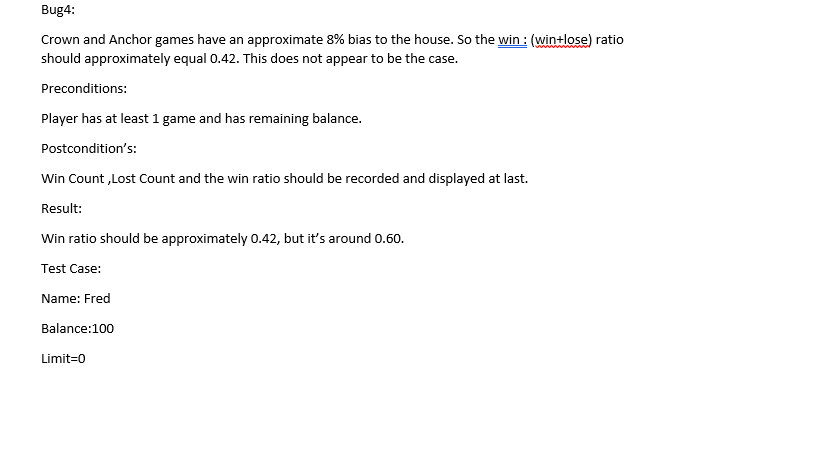 Bug4:
Crown and Anchor games have an approximate 8% bias to the house. So the win : (win+lose) ratio
should approximately equal 0.42. This does not appear to be the case.
Preconditions:
Player has at least 1 game and has remaining balance.
Postcondition’s:
Win Count ,Lost Count and the win ratio should be recorded and displayed at last.
Result:
Win ratio should be approximately 0.42, but it’s around 0.60.
Test Case:
Name: Fred
Balance:100
Limit=0